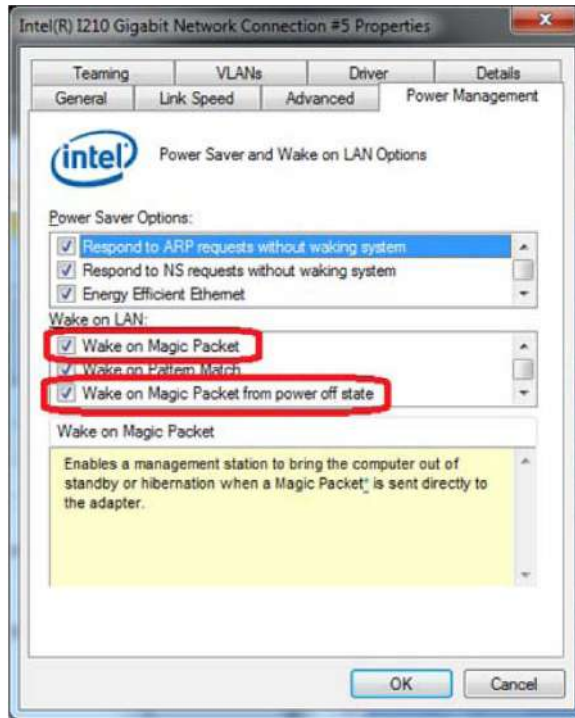 Intel(R) I210 Gigabit Network Connection #5 Properties
Teaming VLANs Driver Details
General Link Speed Advanced Power Management
intel Power Saver and Wake on LAN Options
Power Saver Options:
Respond to ARP requests without waking system
Respond to NS requests without waking system
Energy Efficient Ethernet
Wake on LAN:
Wake on Magic Packet
Wake on Pattern Match
Wake on Magic Packet from power off state
Wake on Magic Packet
Enables a management station to bring the computer out of
standby or hibernation when a Magic Packet* is sent directly to
the adapter.
OK Cancel